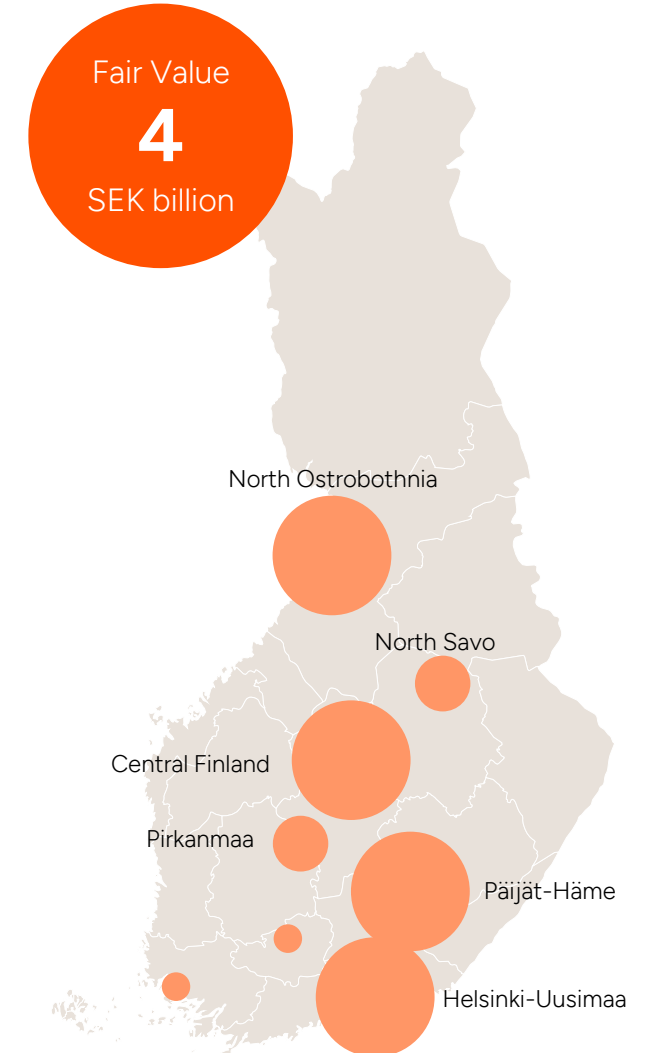 Fair Value
4
SEK billion
North Ostrobothnia
North Savo
Central Finland
Pirkanmaa
Päijät-Häme
Helsinki-Uusimaa